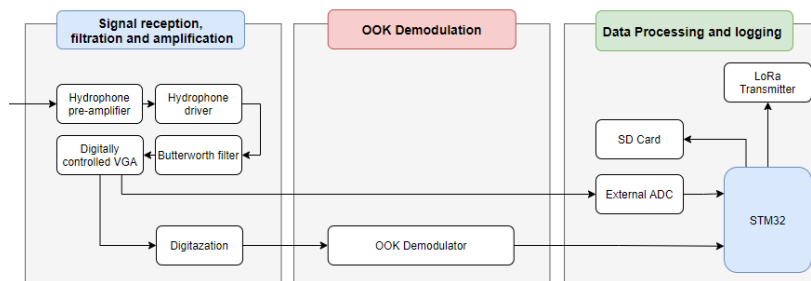 Signal reception,
filtration and amplification
OOK Demodulation
Data Processing and logging
Hydrophone
pre-amplifier
Hydrophone
driver
LoRa
Transmitter
Digitally
controlled VGA
Butterworth filter
SD Card
External ADC
STM32
Digitazation
OOK Demodulator